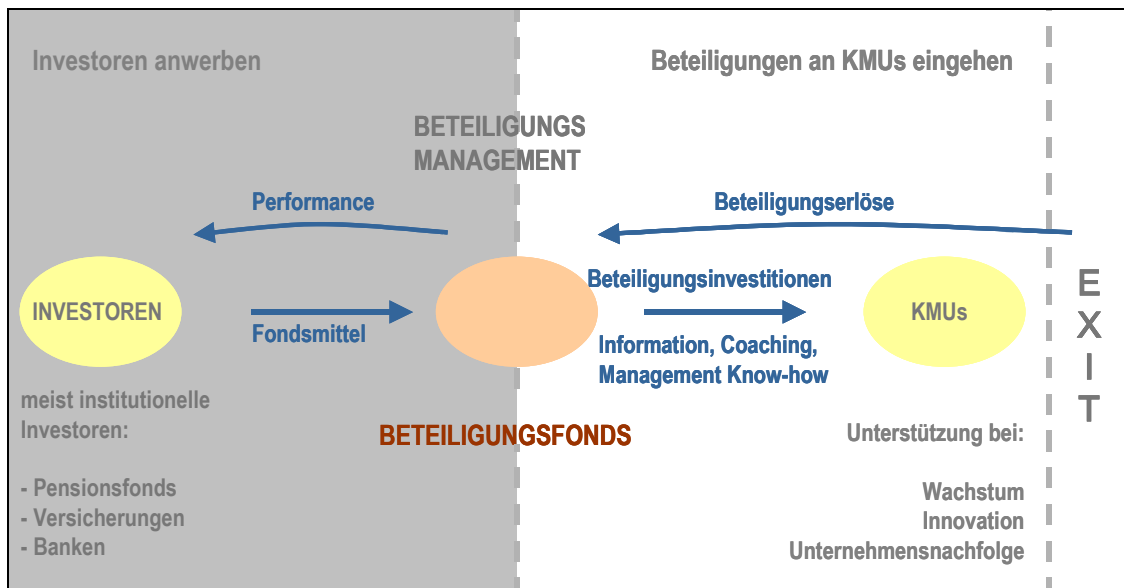 Investoren anwerben
Beteiligungen an KMUs eingehen
BETEILIGUNGS
MANAGEMENT
Performance
Beteiligungserlöse
INVESTOREN
Fondsmittel
Beteiligungsinvestitionen
Information, Coaching,
Management Know-how
KMUs
EXIT
meist institutionelle
Investoren:
- Pensionsfonds
- Versicherungen
- Banken
BETEILIGUNGSFONDS
Unterstützung bei:
Wachstum
Innovation
Unternehmensnachfolge